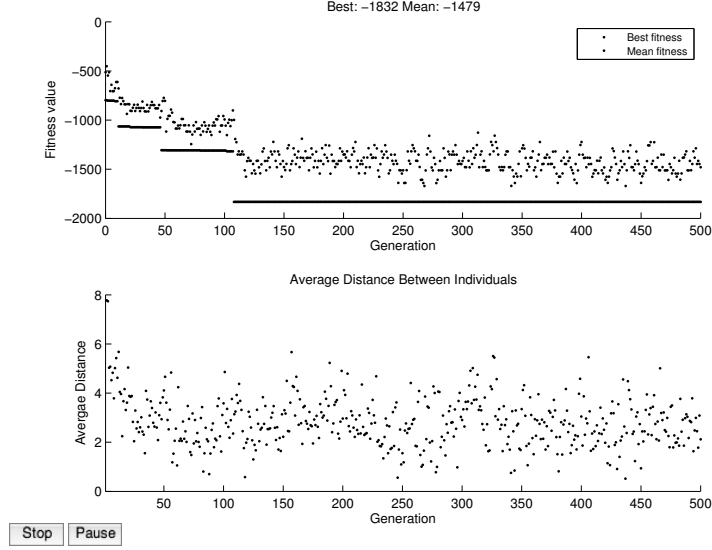 Best: −1832 Mean: −1479
0
−500
−1000
−1500
−2000
Fitness value
Best fitness
Mean fitness
0 50 100 150 200 250 300 350 400 450 500
Generation
Average Distance Between Individuals
8
6
4
2
0
Avergae Distance
50 100 150 200 250 300 350 400 450 500
Generation
Stop Pause